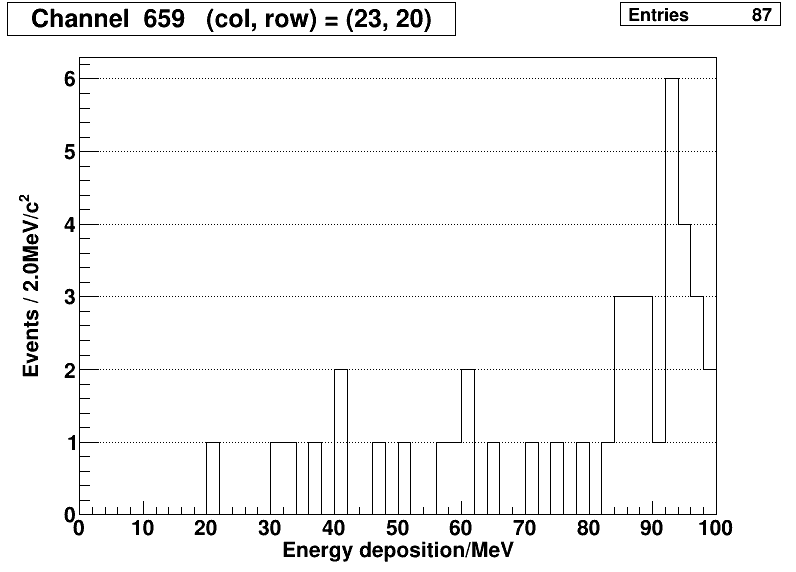 Channel 659 (col, row) = (23, 20)
Entries 87
6
5
4
3
2
1
0
Events / 2.0MeV/c²
0 10 20 30 40 50 60 70 80 90 100
Energy deposition/MeV